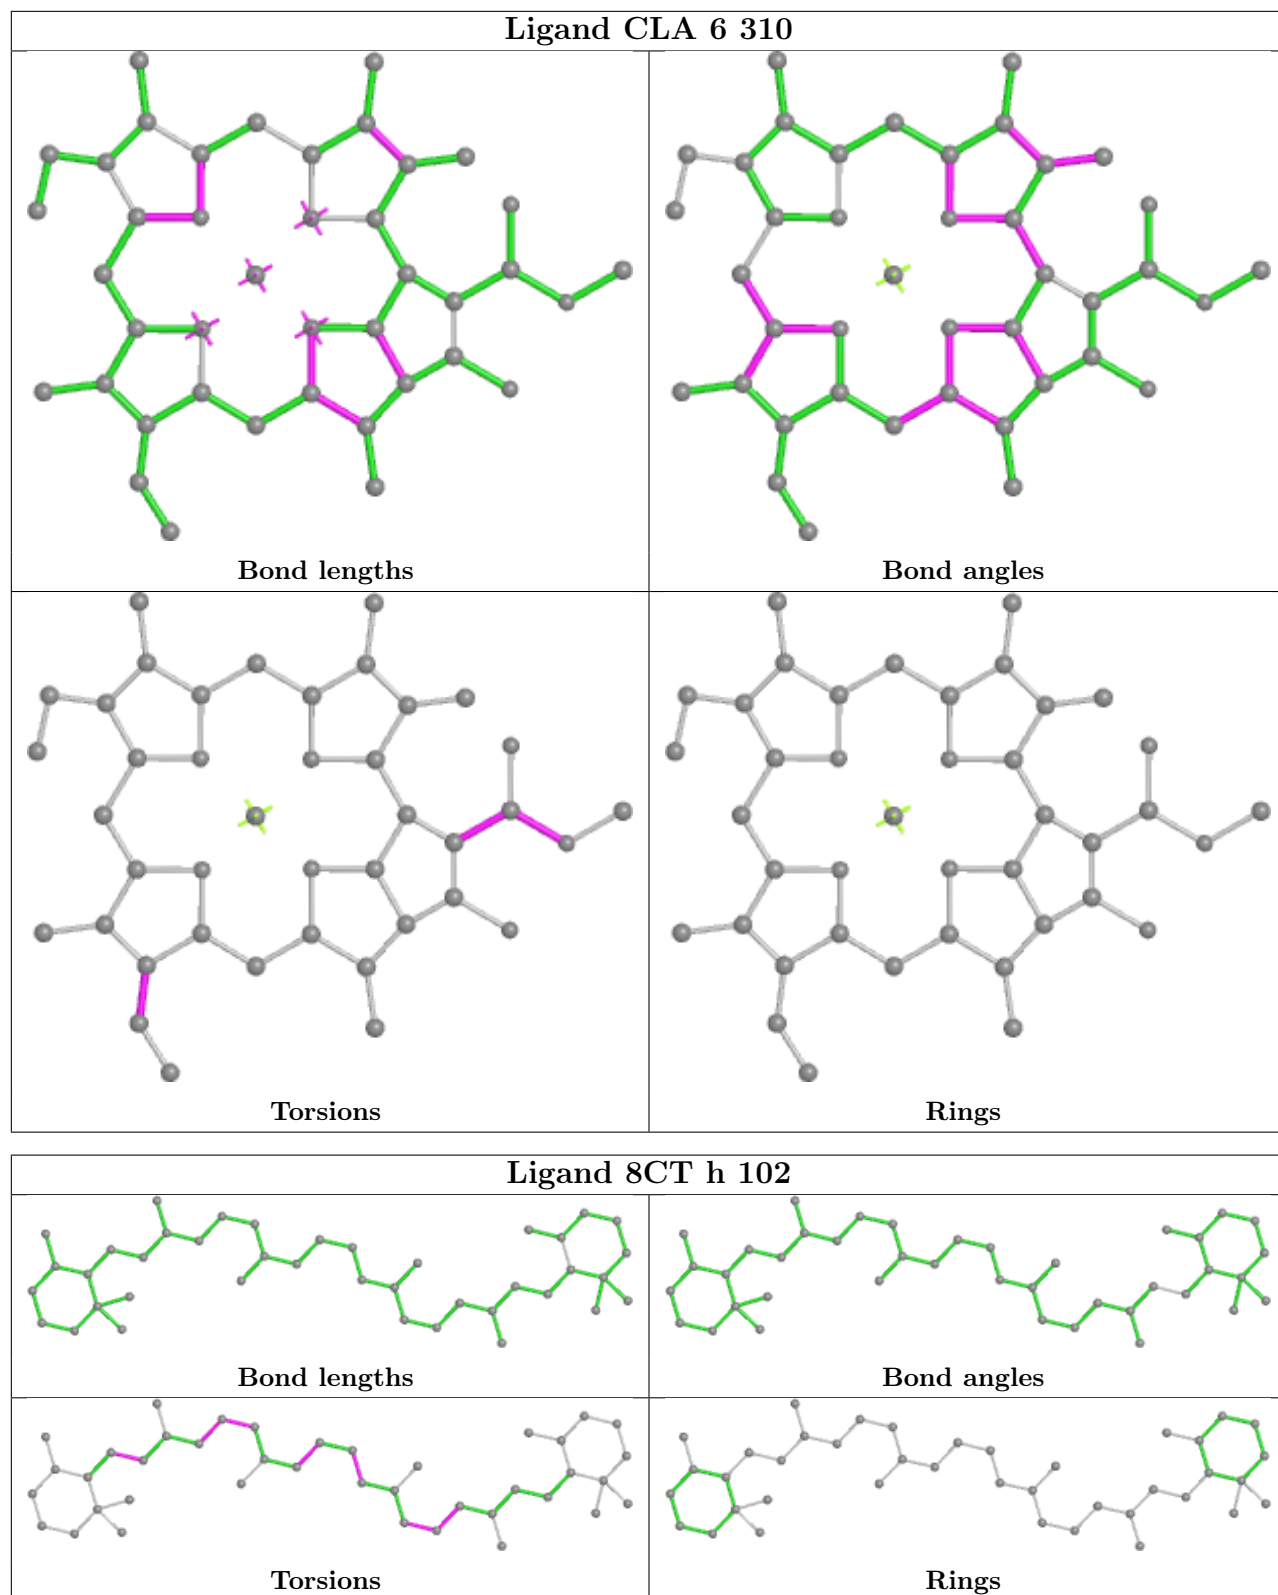 Ligand CLA 6 310
Bond lengths
Bond angles
Torsions
Rings
Ligand 8CT h 102
Bond lengths
Bond angles
Torsions
Rings